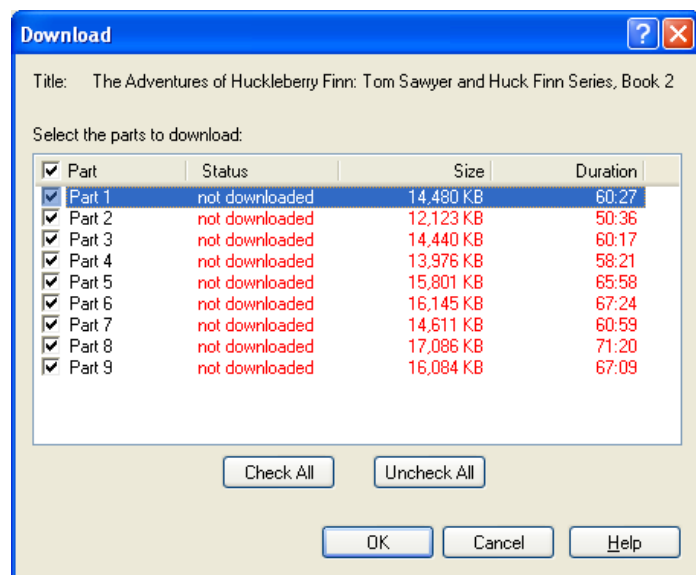 Download
Title: The Adventures of Huckleberry Finn: Tom Sawyer and Huck Finn Series, Book 2
Select the parts to download:
Part Status Size Duration
Part 1 not downloaded 14,480 KB 60:27
Part 2 not downloaded 12,123 KB 50:36
Part 3 not downloaded 14,440 KB 60:17
Part 4 not downloaded 13,976 KB 58:21
Part 5 not downloaded 15,801 KB 65:58
Part 6 not downloaded 16,145 KB 67:24
Part 7 not downloaded 14,611 KB 60:59
Part 8 not downloaded 17,086 KB 71:20
Part 9 not downloaded 16,084 KB 67:09
Check All Uncheck All
OK Cancel Help